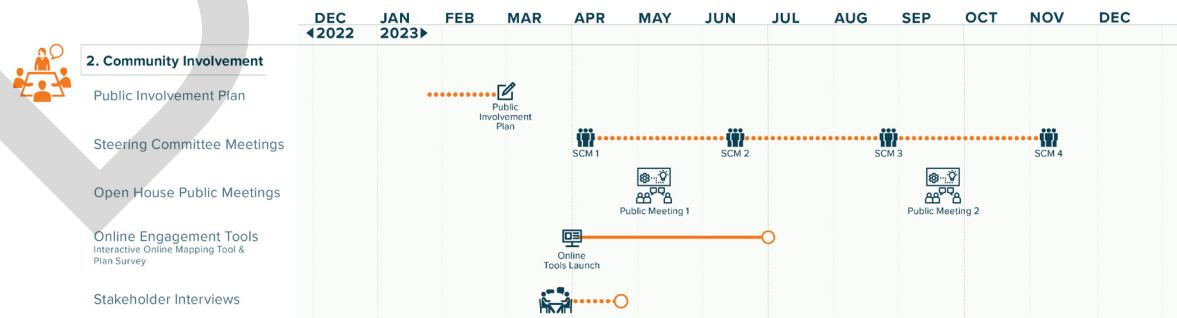 DEC JAN FEB MAR APR MAY JUN JUL AUG SEP OCT NOV DEC
2022 2023
2. Community Involvement
Public Involvement Plan
Public
Involvement
Plan
Steering Committee Meetings
SCM 1 SCM 2 SCM 3 SCM 4
Open House Public Meetings
Public Meeting 1 Public Meeting 2
Online Engagement Tools
Interactive Online Mapping Tool &
Plan Survey
Online
Tools Launch
Stakeholder Interviews